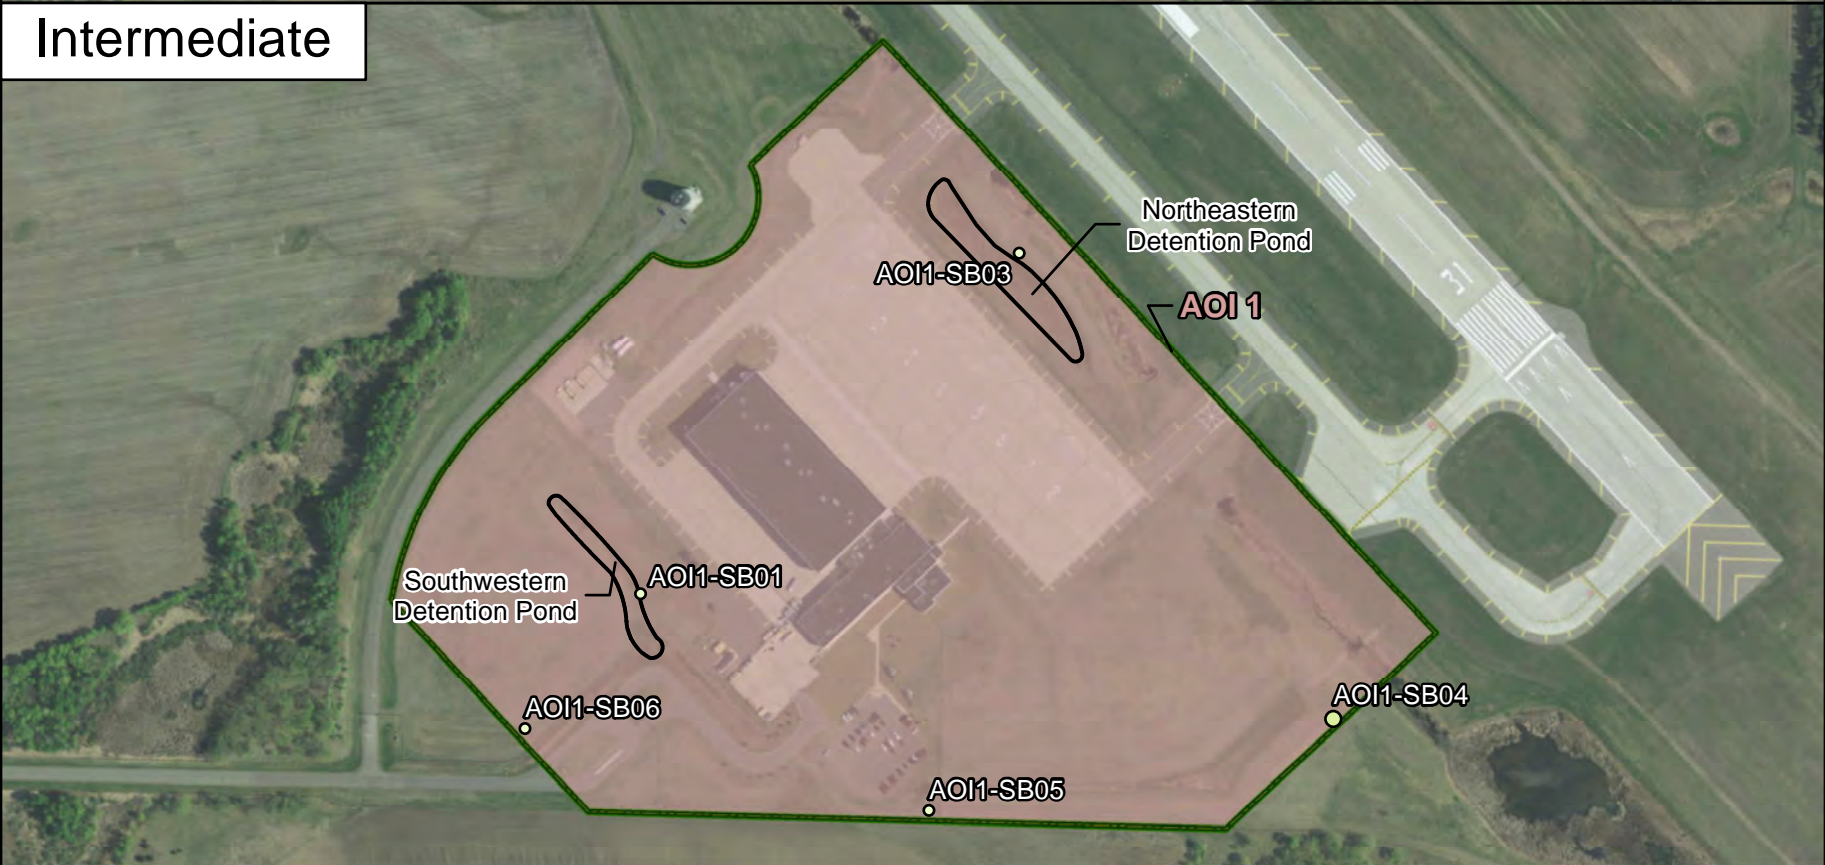 Intermediate
Northeastern
Detention Pond
AOI1-SB03
AOI 1
31
Southwestern
Detention Pond
AOI1-SB01
AOI1-SB06
AOI1-SB04
AOI1-SB05